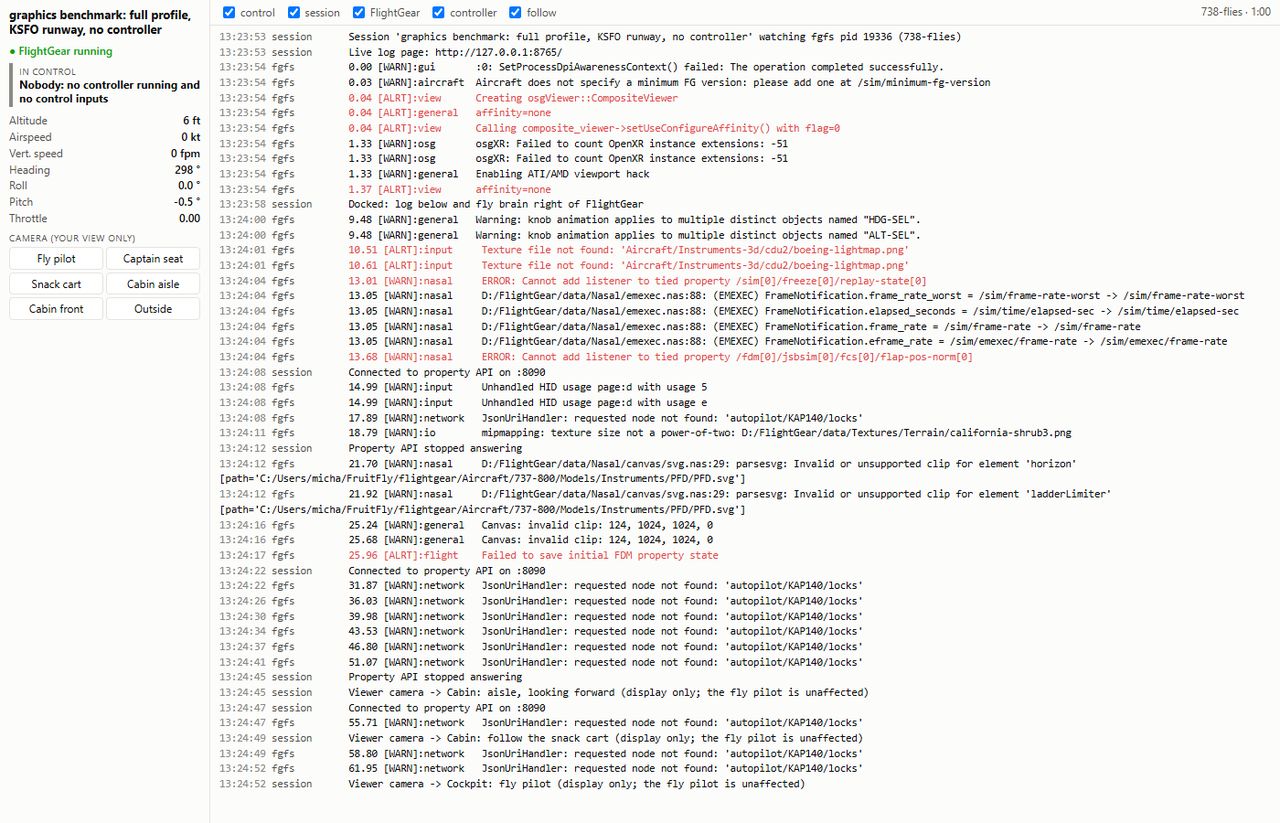 graphics benchmark: full profile,
KSFO runway, no controller
● FlightGear running
IN CONTROL
Nobody: no controller running and
no control inputs
Altitude 6 ft
Airspeed 0 kt
Vert. speed 0 fpm
Heading 298 °
Roll 0.0 °
Pitch -0.5 °
Throttle 0.00
CAMERA (YOUR VIEW ONLY)
Fly pilot Captain seat
Snack cart Cabin aisle
Cabin front Outside
control session FlightGear controller follow 738-flies · 1:00
13:23:53 session Session 'graphics benchmark: full profile, KSFO runway, no controller' watching fgfs pid 19336 (738-flies)
13:23:53 session Live log page: http://127.0.0.1:8765/
13:23:54 fgfs 0.00 [WARN]:gui :0: SetProcessDpiAwarenessContext() failed: The operation completed successfully.
13:23:54 fgfs 0.03 [WARN]:aircraft Aircraft does not specify a minimum FG version: please add one at /sim/minimum-fg-version
13:23:54 fgfs 0.04 [ALRT]:view Creating osgViewer::CompositeViewer
13:23:54 fgfs 0.04 [ALRT]:general affinity=none
13:23:54 fgfs 0.04 [ALRT]:view Calling composite_viewer->setUseConfigureAffinity() with flag=0
13:23:54 fgfs 1.33 [WARN]:osg osgXR: Failed to count OpenXR instance extensions: -51
13:23:54 fgfs 1.33 [WARN]:osg osgXR: Failed to count OpenXR instance extensions: -51
13:23:54 fgfs 1.33 [WARN]:general Enabling ATI/AMD viewport hack
13:23:54 fgfs 1.37 [ALRT]:view affinity=none
13:23:58 session Docked: log below and fly brain right of FlightGear
13:24:00 fgfs 9.48 [WARN]:general Warning: knob animation applies to multiple distinct objects named "HDG-SEL".
13:24:00 fgfs 9.48 [WARN]:general Warning: knob animation applies to multiple distinct objects named "ALT-SEL".
13:24:01 fgfs 10.51 [ALRT]:input Texture file not found: 'Aircraft/Instruments-3d/cdu2/boeing-lightmap.png'
13:24:01 fgfs 10.61 [ALRT]:input Texture file not found: 'Aircraft/Instruments-3d/cdu2/boeing-lightmap.png'
13:24:04 fgfs 13.01 [ALRT]:nasal ERROR: Cannot add listener to tied property /sim[0]/freeze[0]/replay-state[0]
13:24:04 fgfs 13.05 [WARN]:nasal D:/FlightGear/data/Nasal/emexec.nas:88: (EMEXEC) FrameNotification.frame_rate_worst = /sim/frame-rate-worst -> /sim/frame-rate-worst
13:24:04 fgfs 13.05 [WARN]:nasal D:/FlightGear/data/Nasal/emexec.nas:88: (EMEXEC) FrameNotification.elapsed_seconds = /sim/time/elapsed-sec -> /sim/time/elapsed-sec
13:24:04 fgfs 13.05 [WARN]:nasal D:/FlightGear/data/Nasal/emexec.nas:88: (EMEXEC) FrameNotification.frame_rate = /sim/frame-rate -> /sim/frame-rate
13:24:04 fgfs 13.05 [WARN]:nasal D:/FlightGear/data/Nasal/emexec.nas:88: (EMEXEC) FrameNotification.eframe_rate = /sim/emexec/frame-rate -> /sim/emexec/frame-rate
13:24:04 fgfs 13.68 [ALRT]:nasal ERROR: Cannot add listener to tied property /fdm[0]/jsbsim[0]/fcs[0]/flap-pos-norm[0]
13:24:08 session Connected to property API on :8090
13:24:08 fgfs 14.99 [WARN]:input Unhandled HID usage page:d with usage 5
13:24:08 fgfs 14.99 [WARN]:input Unhandled HID usage page:d with usage e
13:24:08 fgfs 17.89 [WARN]:network JsonUriHandler: requested node not found: 'autopilot/KAP140/locks'
13:24:11 fgfs 18.79 [WARN]:io mipmapping: texture size not a power-of-two: D:/FlightGear/data/Textures/Terrain/california-shrub3.png
13:24:12 session Property API stopped answering
13:24:12 fgfs 21.70 [WARN]:nasal D:/FlightGear/data/Nasal/canvas/svg.nas:29: parsesvg: Invalid or unsupported clip for element 'horizon'
[path='C:/Users/micha/FruitFly/flightgear/Aircraft/737-800/Models/Instruments/PFD/PFD.svg']
13:24:12 fgfs 21.92 [WARN]:nasal D:/FlightGear/data/Nasal/canvas/svg.nas:29: parsesvg: Invalid or unsupported clip for element 'ladderLimiter'
[path='C:/Users/micha/FruitFly/flightgear/Aircraft/737-800/Models/Instruments/PFD/PFD.svg']
13:24:16 fgfs 25.24 [WARN]:general Canvas: invalid clip: 124, 1024, 1024, 0
13:24:16 fgfs 25.68 [WARN]:general Canvas: invalid clip: 124, 1024, 1024, 0
13:24:17 fgfs 25.96 [ALRT]:flight Failed to save initial FDM property state
13:24:22 session Connected to property API on :8090
13:24:22 fgfs 31.87 [WARN]:network JsonUriHandler: requested node not found: 'autopilot/KAP140/locks'
13:24:26 fgfs 36.03 [WARN]:network JsonUriHandler: requested node not found: 'autopilot/KAP140/locks'
13:24:30 fgfs 39.98 [WARN]:network JsonUriHandler: requested node not found: 'autopilot/KAP140/locks'
13:24:34 fgfs 43.53 [WARN]:network JsonUriHandler: requested node not found: 'autopilot/KAP140/locks'
13:24:37 fgfs 46.80 [WARN]:network JsonUriHandler: requested node not found: 'autopilot/KAP140/locks'
13:24:41 fgfs 51.07 [WARN]:network JsonUriHandler: requested node not found: 'autopilot/KAP140/locks'
13:24:45 session Property API stopped answering
13:24:45 session Viewer camera -> Cabin: aisle, looking forward (display only; the fly pilot is unaffected)
13:24:47 session Connected to property API on :8090
13:24:47 fgfs 55.71 [WARN]:network JsonUriHandler: requested node not found: 'autopilot/KAP140/locks'
13:24:49 session Viewer camera -> Cabin: follow the snack cart (display only; the fly pilot is unaffected)
13:24:49 fgfs 58.80 [WARN]:network JsonUriHandler: requested node not found: 'autopilot/KAP140/locks'
13:24:52 fgfs 61.95 [WARN]:network JsonUriHandler: requested node not found: 'autopilot/KAP140/locks'
13:24:52 session Viewer camera -> Cockpit: fly pilot (display only; the fly pilot is unaffected)